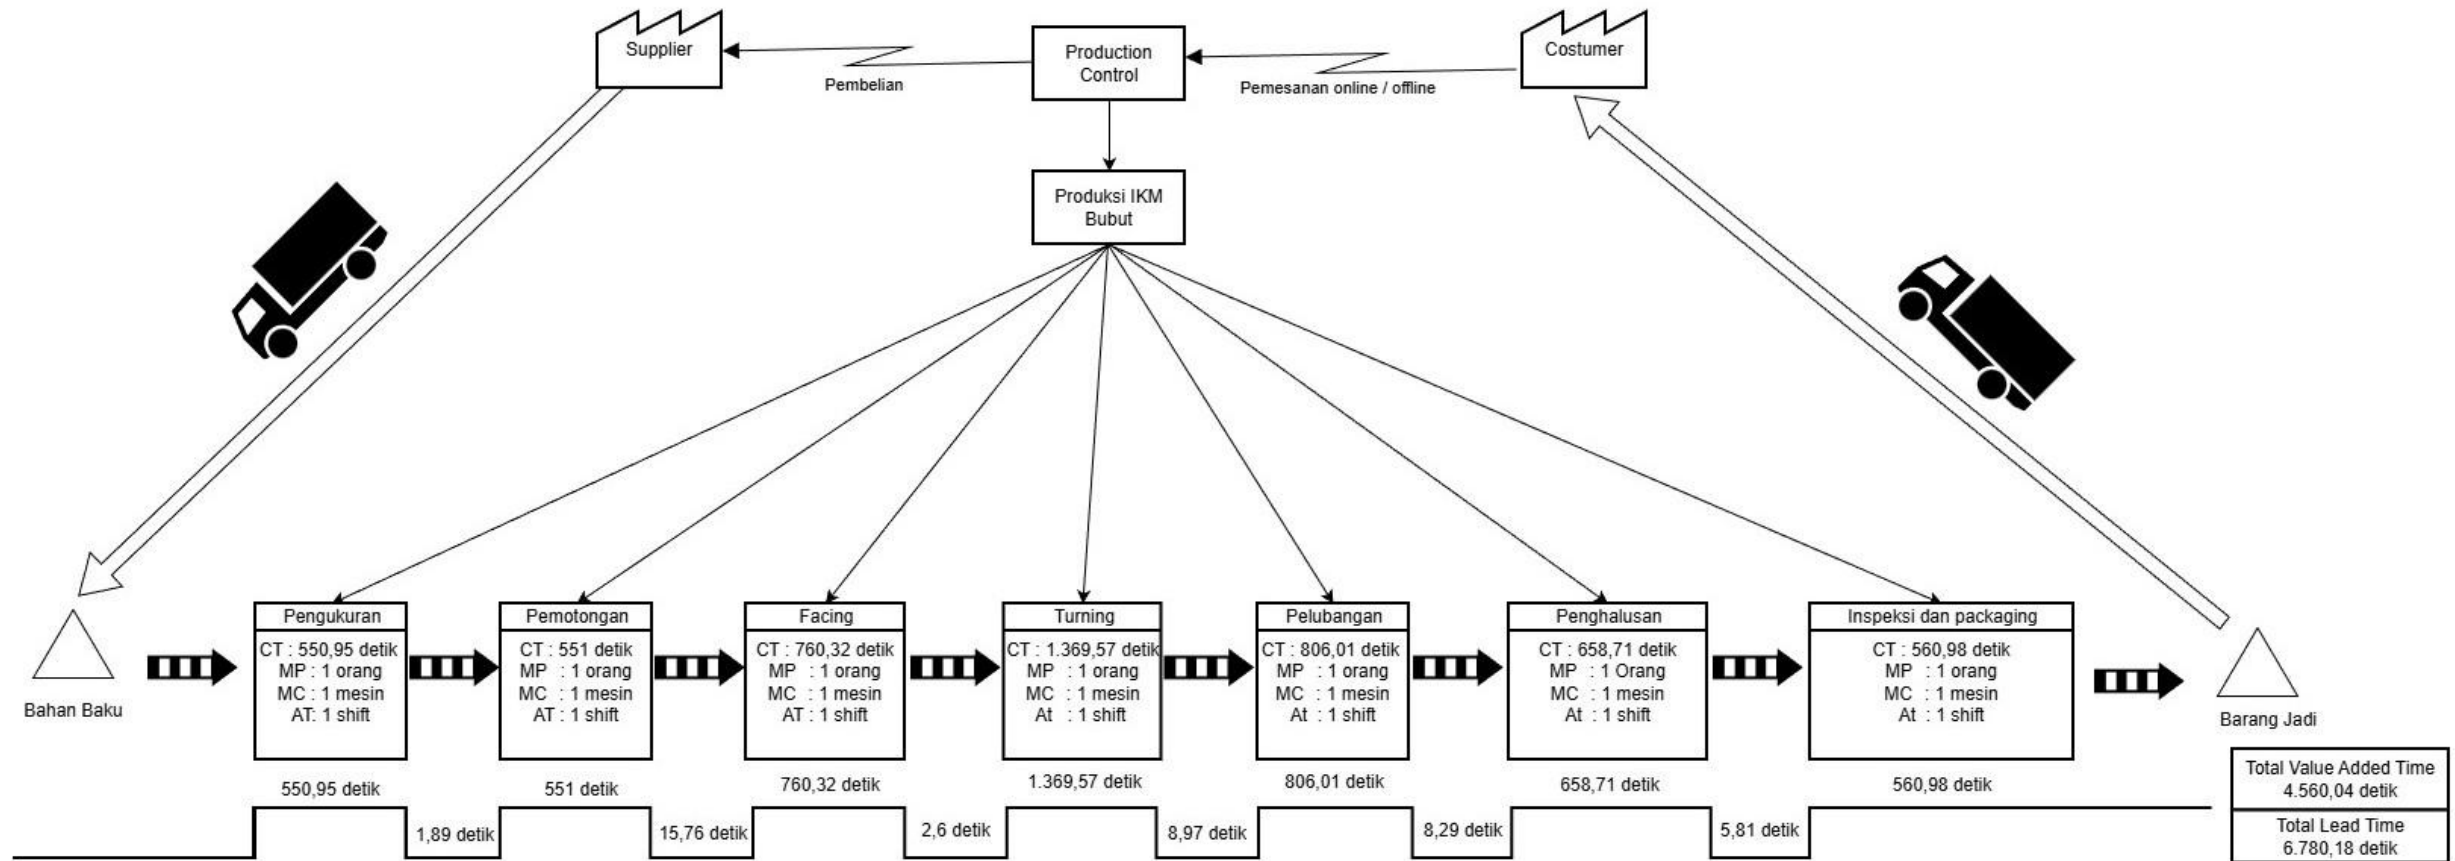 Supplier
Pembelian
Production
Control
Pemesanan online / offline
Costumer
Produksi IKM
Bubut
Bahan Baku
Pengukuran
CT : 550,95 detik
MP : 1 orang
MC : 1 mesin
AT: 1 shift
Pemotongan
CT : 551 detik
MP : 1 orang
MC : 1 mesin
AT : 1 shift
Facing
CT : 760,32 detik
MP : 1 orang
MC : 1 mesin
AT : 1 shift
Turning
CT : 1.369,57 detik
MP : 1 orang
MC : 1 mesin
At : 1 shift
Pelubangan
CT : 806,01 detik
MP : 1 orang
MC : 1 mesin
At : 1 shift
Penghalusan
CT : 658,71 detik
MP : 1 Orang
MC : 1 mesin
At : 1 shift
Inspeksi dan packaging
CT : 560,98 detik
MP : 1 orang
MC : 1 mesin
At : 1 shift
Barang Jadi
550,95 detik
551 detik
760,32 detik
1.369,57 detik
806,01 detik
658,71 detik
560,98 detik
1,89 detik
15,76 detik
2,6 detik
8,97 detik
8,29 detik
5,81 detik
Total Value Added Time
4.560,04 detik
Total Lead Time
6.780,18 detik